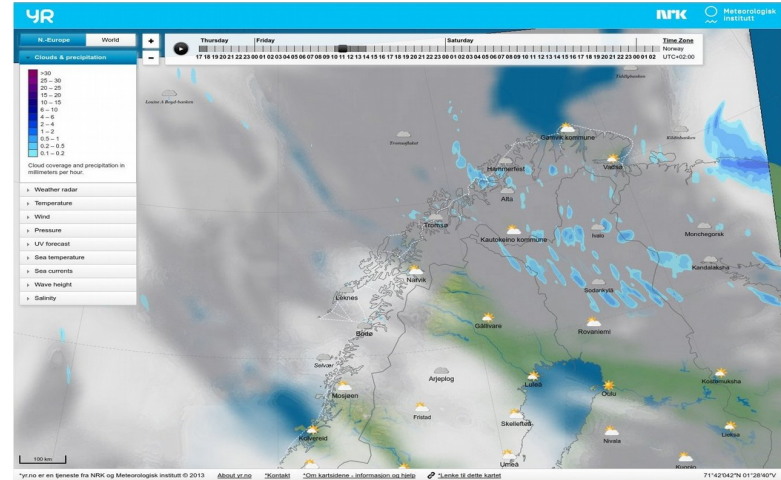 YR
NRK
Meteorologisk
institutt
N.-Europe World
+
−
Thursday Friday Saturday
17 18 19 20 21 22 23 00 01 02 03 04 05 06 07 08 09 10 11 12 13 14 15 16 17 18 19 20 21 22 23 00 01 02 03 04 05 06 07 08 09 10 11 12 13 14 15 16 17 18 19 20 21 22 23 00 01 02
Time Zone
Norway
UTC+02:00
Clouds & precipitation
>30
25 – 30
20 – 25
15 – 20
10 – 15
6 – 10
4 – 6
2 – 4
1 – 2
0.5 – 1
0.2 – 0.5
0.1 – 0.2
Cloud coverage and precipitation in
millimeters per hour.
Weather radar
Temperature
Wind
Pressure
UV forecast
Sea temperature
Sea currents
Wave height
Salinity
Louise A Boyd-banken
Tromsøflaket
Gamvik kommune
Hammerfest
Vadsø
Alta
Tromsø
Kautokeino kommune
Ivalo
Monchegorsk
Kandalaksha
Narvik
Sodankylä
Leknes
Gällivare
Rovaniemi
Bodø
Selvær
Arjeplog
Luleå
Oulu
Kostomuksha
Mosjøen
Fristad
Skellefteå
Kolvereid
Nivala
Lieksa
Umeå
Kuopio
100 km
*yr.no er en tjeneste fra NRK og Meteorologisk institutt © 2013 About yr.no *Kontakt *Om kartsidene - informasjon og hjelp *Lenke til dette kartet 71°42'042"N 01°28'40"V